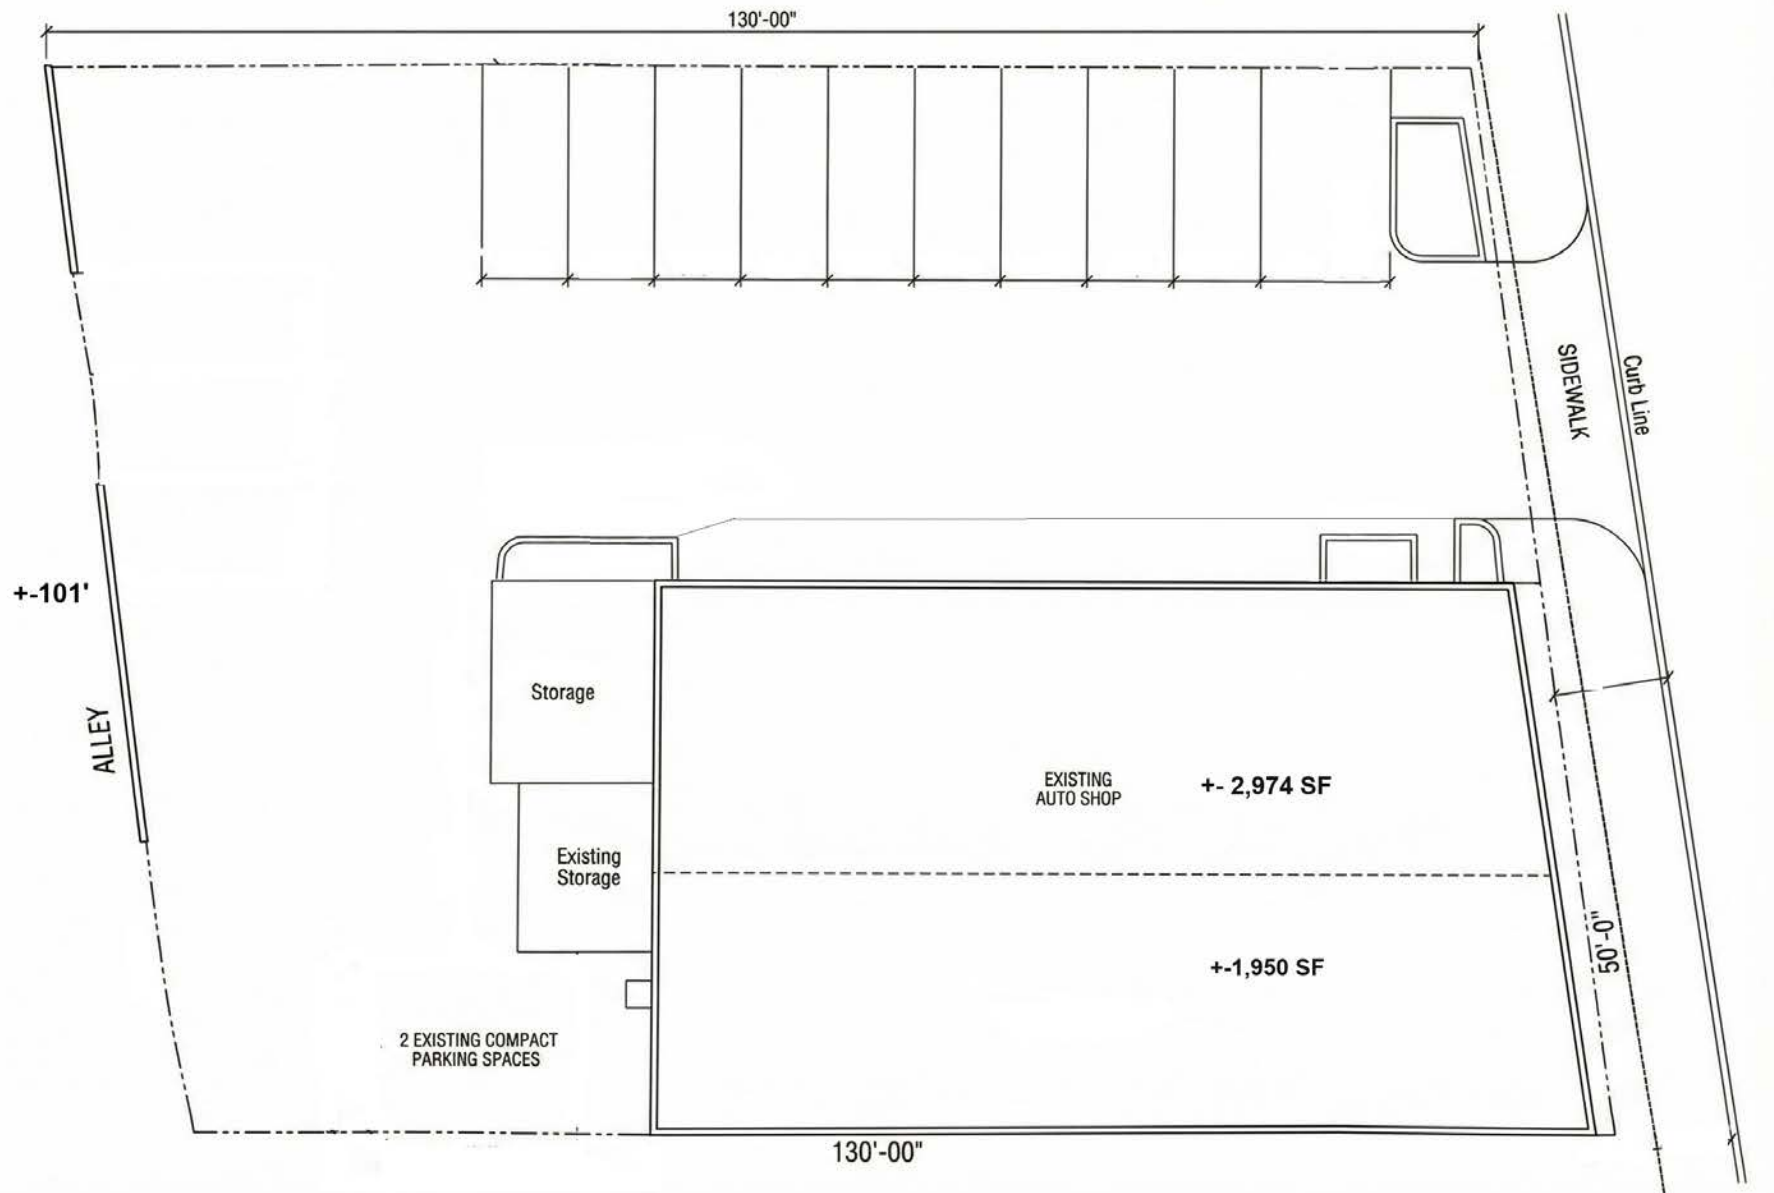 130'-00"
SIDEWALK
Curb Line
+-101'
ALLEY
Storage
EXISTING
AUTO SHOP
+- 2,974 SF
Existing
Storage
50'-0"
+-1,950 SF
2 EXISTING COMPACT
PARKING SPACES
130'-00"